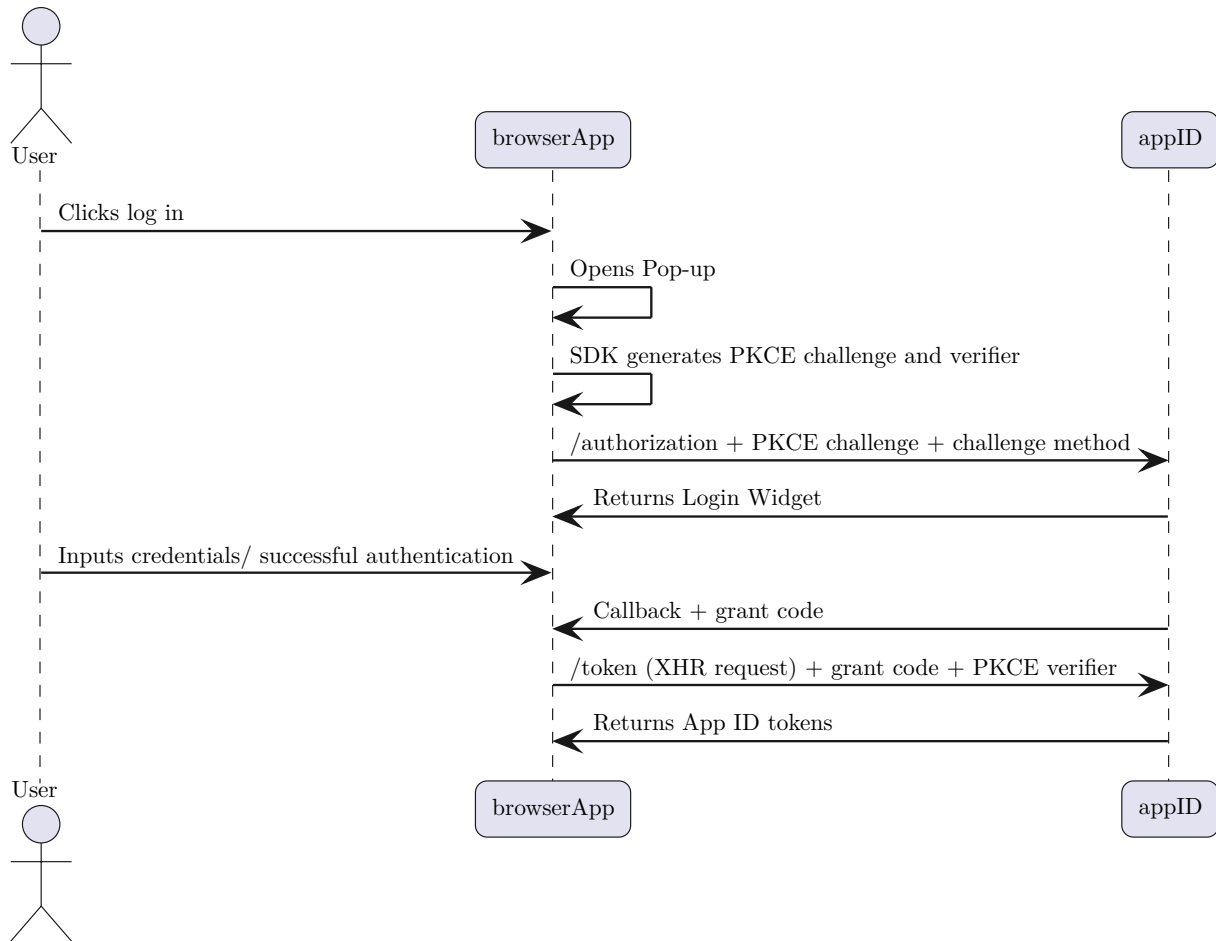 User
browserApp
appID
Clicks log in
Opens Pop-up
SDK generates PKCE challenge and verifier
/authorization + PKCE challenge + challenge method
Returns Login Widget
Inputs credentials/ successful authentication
Callback + grant code
/token (XHR request) + grant code + PKCE verifier
Returns App ID tokens
User
browserApp
appID